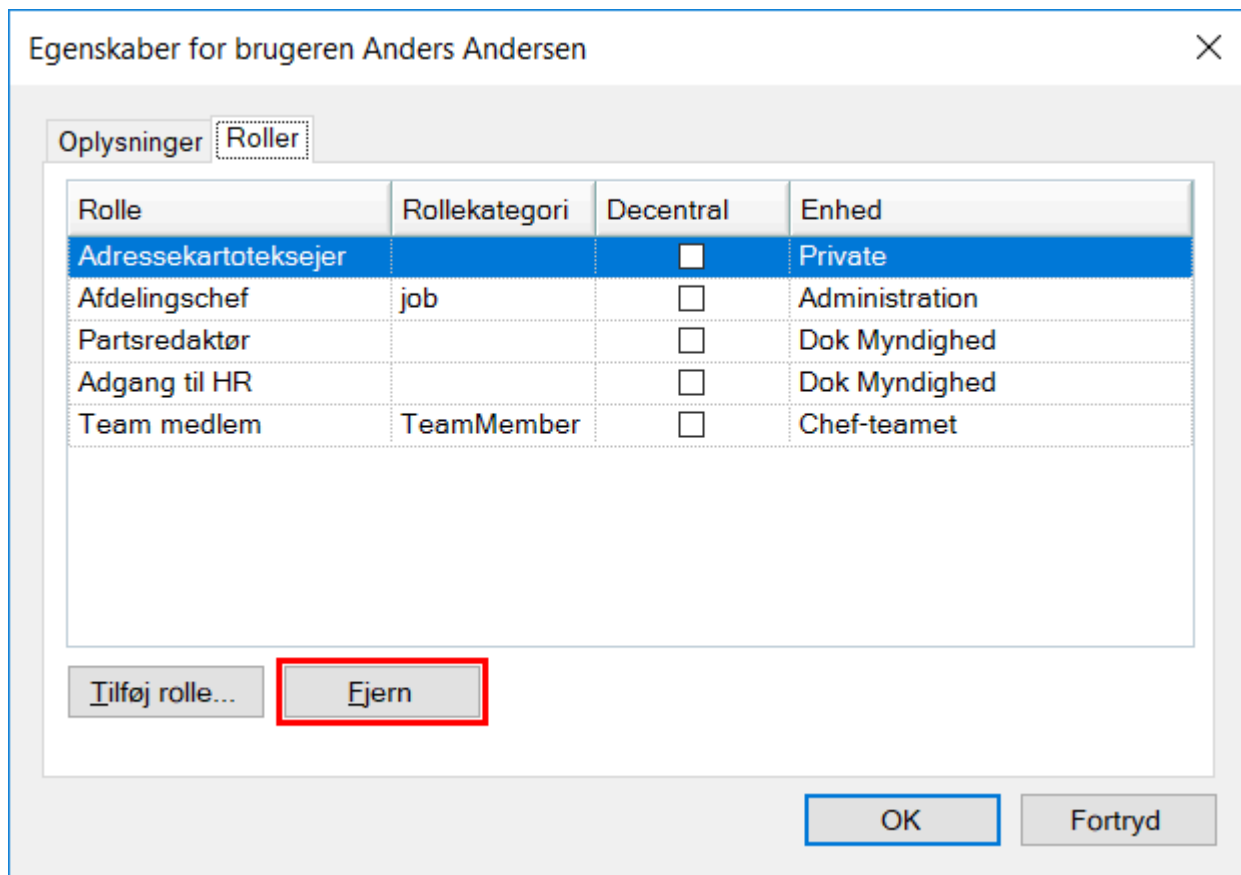 Egenskaber for brugeren Anders Andersen
Oplysninger Roller
Rolle Rollekategori Decentral Enhed
Adressekartoteksejer Private
Afdelingschef job Administration
Partsredaktør Dok Myndighed
Adgang til HR Dok Myndighed
Team medlem TeamMember Chef-teamet
Tilføj rolle... Fjern
OK Fortryd